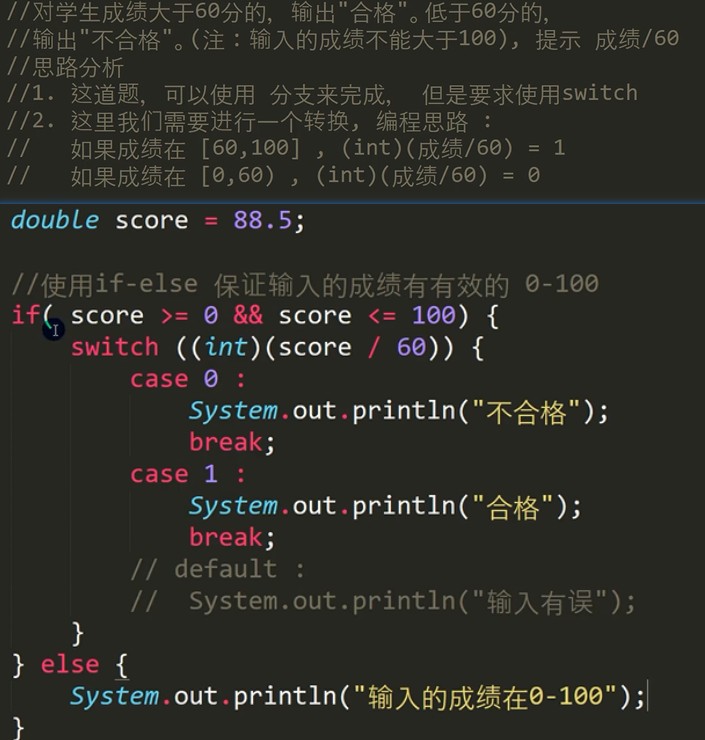 //对学生成绩大于60分的, 输出"合格"。低于60分的,
//输出"不合格"。(注：输入的成绩不能大于100), 提示 成绩/60
//思路分析
//1. 这道题, 可以使用 分支来完成, 但是要求使用switch
//2. 这里我们需要进行一个转换, 编程思路 :
//   如果成绩在 [60,100] , (int)(成绩/60) = 1
//   如果成绩在 [0,60) , (int)(成绩/60) = 0
double score = 88.5;
//使用if-else 保证输入的成绩有有效的 0-100
if( score >= 0 && score <= 100) {
    switch ((int)(score / 60)) {
        case 0 :
            System.out.println("不合格");
            break;
        case 1 :
            System.out.println("合格");
            break;
        // default :
        //  System.out.println("输入有误");
    }
} else {
    System.out.println("输入的成绩在0-100");
}